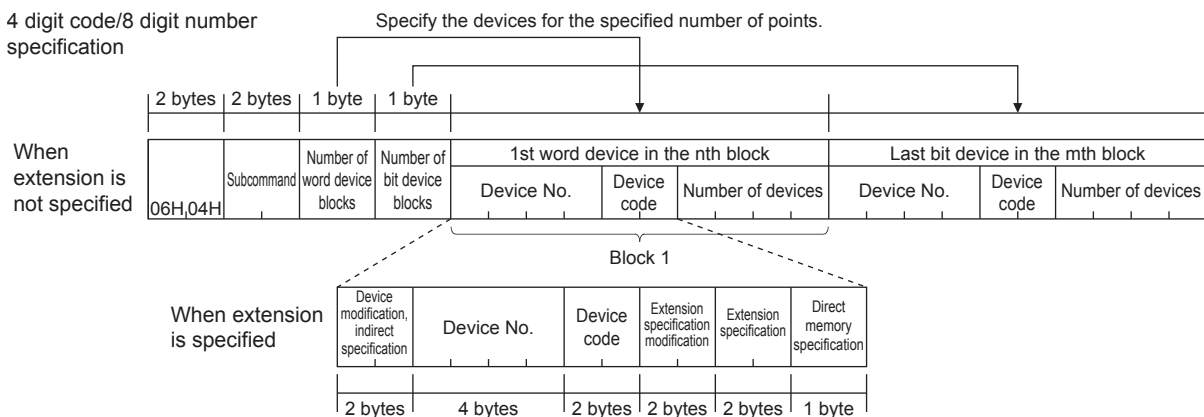 4 digit code/8 digit number
specification
Specify the devices for the specified number of points.
2 bytes 2 bytes 1 byte 1 byte
When
extension is
not specified
06H,04H
Subcommand
Number of
word device
blocks
Number of
bit device
blocks
1st word device in the nth block
Device No.
Device
code
Number of devices
Last bit device in the mth block
Device No.
Device
code
Number of devices
Block 1
When extension
is specified
Device
modification,
indirect
specification
Device No.
Device
code
Extension
specification
modification
Extension
specification
Direct
memory
specification
2 bytes 4 bytes 2 bytes 2 bytes 2 bytes 1 byte